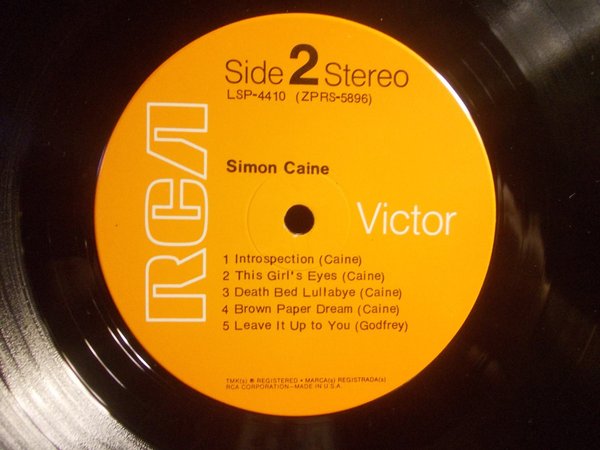 Side 2 Stereo
LSP-4410 (ZPRS-5896)
RCA
Simon Caine
Victor
1 Introspection (Caine)
2 This Girl's Eyes (Caine)
3 Death Bed Lullabye (Caine)
4 Brown Paper Dream (Caine)
5 Leave It Up to You (Godfrey)
TMK(s) ® REGISTERED • MARCA(s) REGISTRADA(s)
RCA CORPORATION–MADE IN U.S.A.